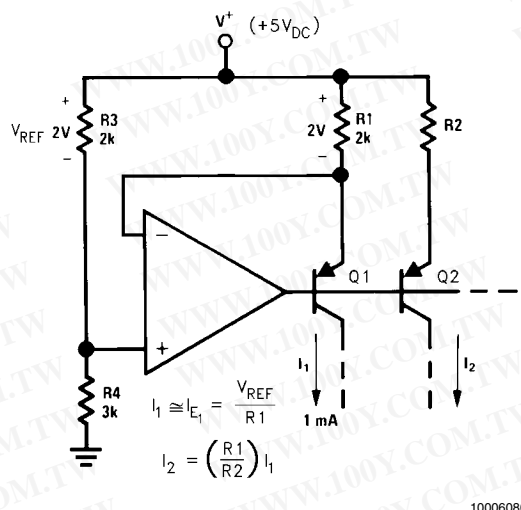 V+ (+5VDC)
+
VREF 2V R3
2k
−
+
2V R1
2k
−
R2
−
+
Q1
Q2
R4
3k
I1
1 mA
I2
I1 ≅ IE1 = VREF / R1
I2 = (R1 / R2) I1
WWW.100Y.COM.TW